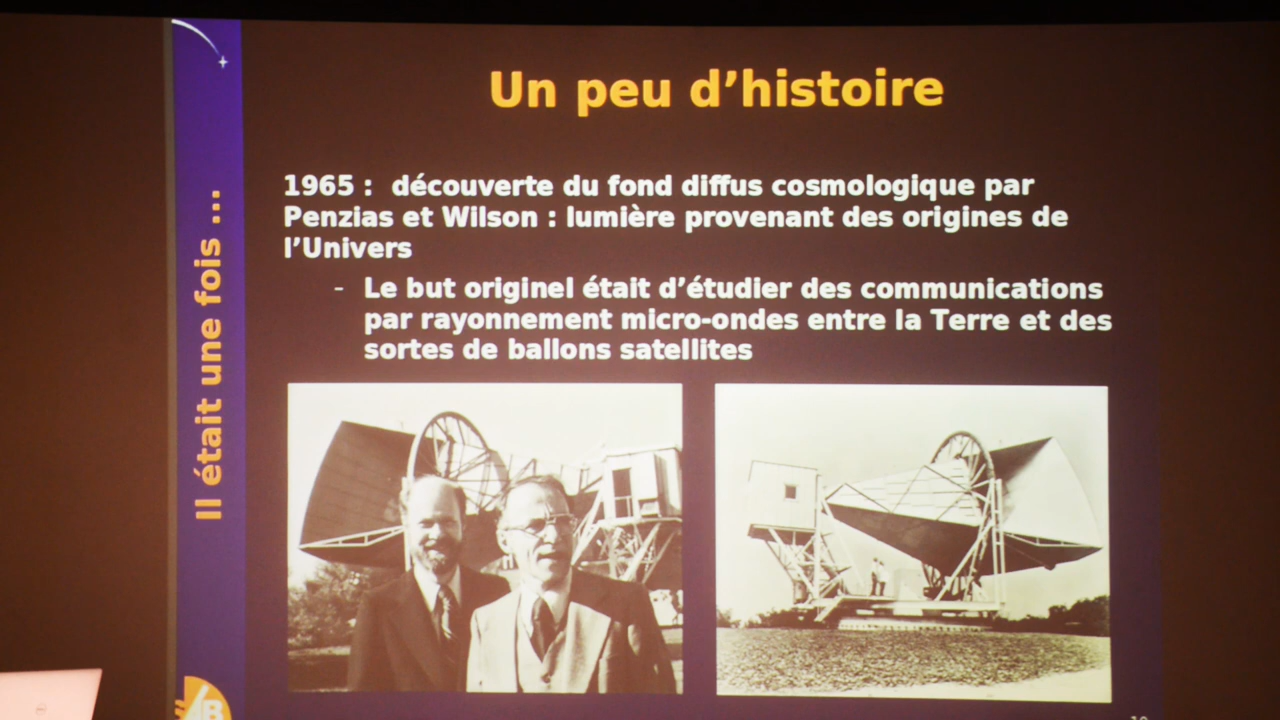 Un peu d’histoire
Il était une fois ...
1965 :  découverte du fond diffus cosmologique par
Penzias et Wilson : lumière provenant des origines de
l’Univers
- Le but originel était d’étudier des communications
par rayonnement micro-ondes entre la Terre et des
sortes de ballons satellites